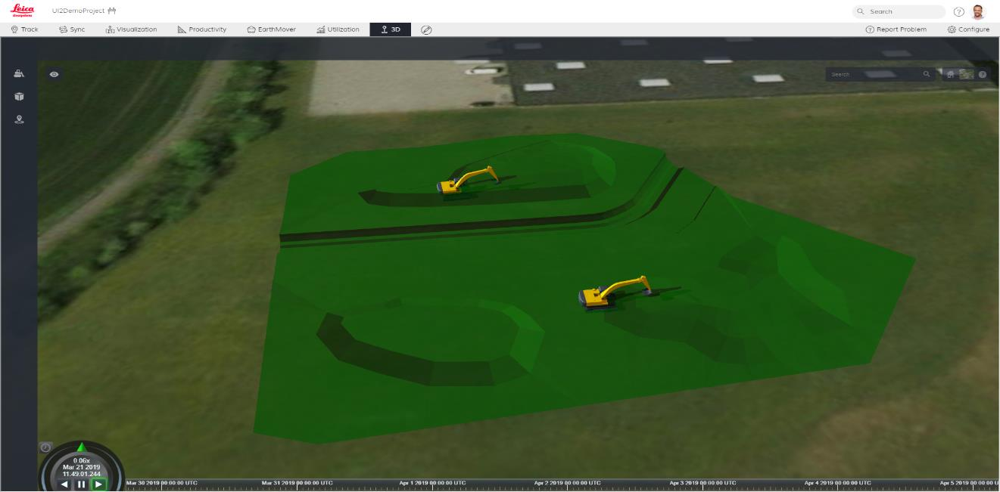 Leica
Geosystems
UI2DemoProject
Search
Track
Sync
Visualization
Productivity
EarthMover
Utilization
3D
Report Problem
Configure
Search
0.06x
Mar 21 2019
11:49:01.244
Mar 30 2019 00:00:00 UTC
Mar 31 2019 00:00:00 UTC
Apr 1 2019 00:00:00 UTC
Apr 2 2019 00:00:00 UTC
Apr 3 2019 00:00:00 UTC
Apr 4 2019 00:00:00 UTC
Apr 5 2019 00:00:00 U